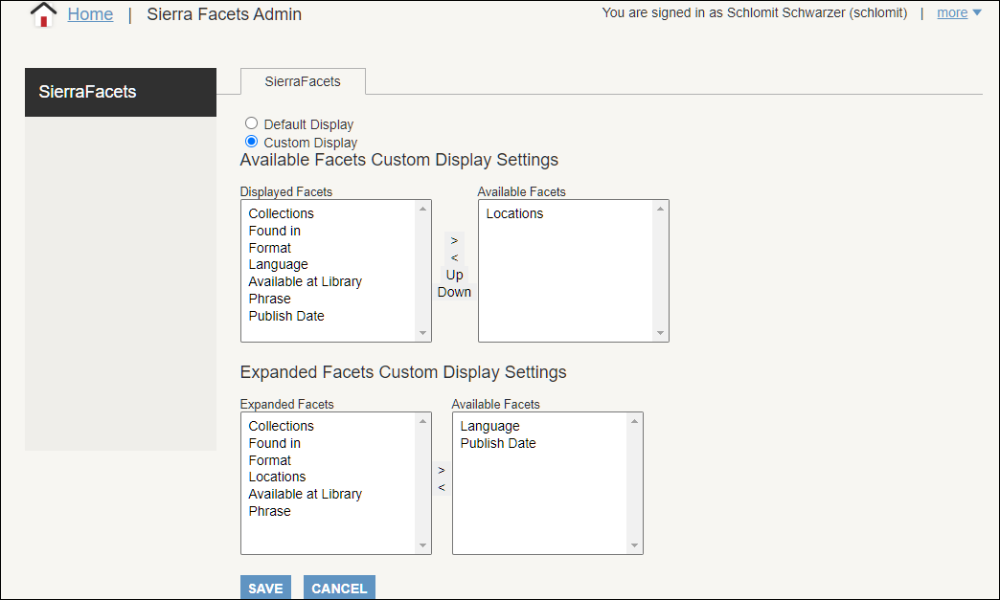 Home | Sierra Facets Admin
You are signed in as Schlomit Schwarzer (schlomit) | more
SierraFacets
SierraFacets
Default Display
Custom Display
Available Facets Custom Display Settings
Displayed Facets
Collections
Found in
Format
Language
Available at Library
Phrase
Publish Date
>
<
Up
Down
Available Facets
Locations
Expanded Facets Custom Display Settings
Expanded Facets
Collections
Found in
Format
Locations
Available at Library
Phrase
>
<
Available Facets
Language
Publish Date
SAVE
CANCEL